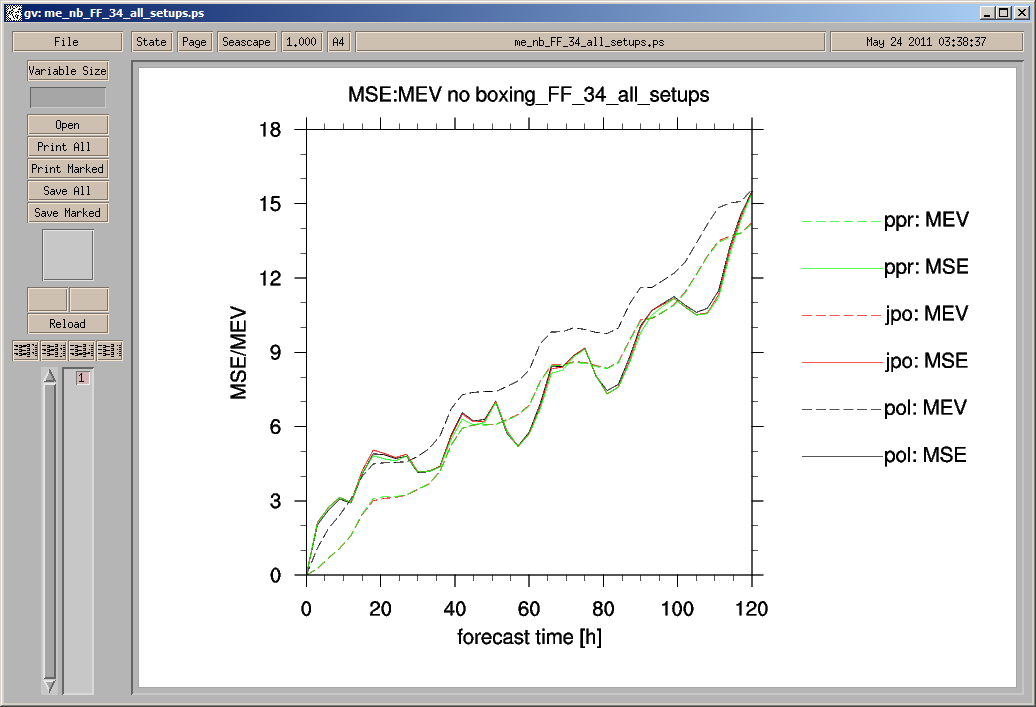 gv: me_nb_FF_34_all_setups.ps
File State Page Seascape 1.000 A4 me_nb_FF_34_all_setups.ps May 24 2011 03:38:37
Variable Size
Open
Print All
Print Marked
Save All
Save Marked
Reload
1
MSE:MEV no boxing_FF_34_all_setups
MSE/MEV
18
15
12
9
6
3
0
0 20 40 60 80 100 120
forecast time [h]
ppr: MEV
ppr: MSE
jpo: MEV
jpo: MSE
pol: MEV
pol: MSE